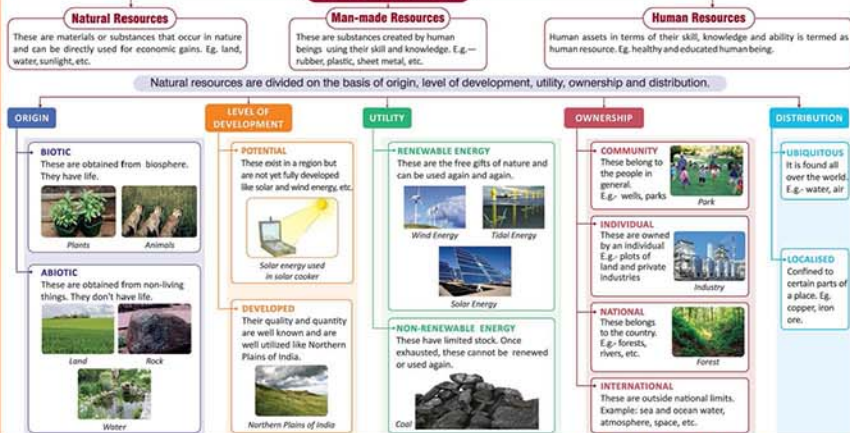 Natural Resources
These are materials or substances that occur in nature
and can be directly used for economic gains. Eg. land,
water, sunlight, etc.
Man-made Resources
These are substances created by human
beings using their skill and knowledge. E.g.—
rubber, plastic, sheet metal, etc.
Human Resources
Human assets in terms of their skill, knowledge and ability is termed as
human resource. Eg. healthy and educated human being.
Natural resources are divided on the basis of origin, level of development, utility, ownership and distribution.
ORIGIN
BIOTIC
These are obtained from biosphere.
They have life.
Plants
Animals
ABIOTIC
These are obtained from non-living
things. They don't have life.
Land
Rock
Water
LEVEL OF
DEVELOPMENT
POTENTIAL
These exist in a region but
are not yet fully developed
like solar and wind energy, etc.
Solar energy used
in solar cooker
DEVELOPED
Their quality and quantity
are well known and are
well utilized like Northern
Plains of India.
Northern Plains of India
UTILITY
RENEWABLE ENERGY
These are the free gifts of nature and
can be used again and again.
Wind Energy
Tidal Energy
Solar Energy
NON-RENEWABLE ENERGY
These have limited stock. Once
exhausted, these cannot be renewed
or used again.
Coal
OWNERSHIP
COMMUNITY
These belong to
the people in
general.
E.g:- wells, parks
Park
INDIVIDUAL
These are owned
by an individual
E.g:- plots of
land and private
industries
Industry
NATIONAL
These belongs
to the country.
E.g:- forests,
rivers, etc.
Forest
INTERNATIONAL
These are outside national limits.
Example: sea and ocean water,
atmosphere, space, etc.
DISTRIBUTION
UBIQUITOUS
It is found all
over the world.
E.g:- water, air
LOCALISED
Confined to
certain parts of
a place. Eg.
copper, iron
ore.